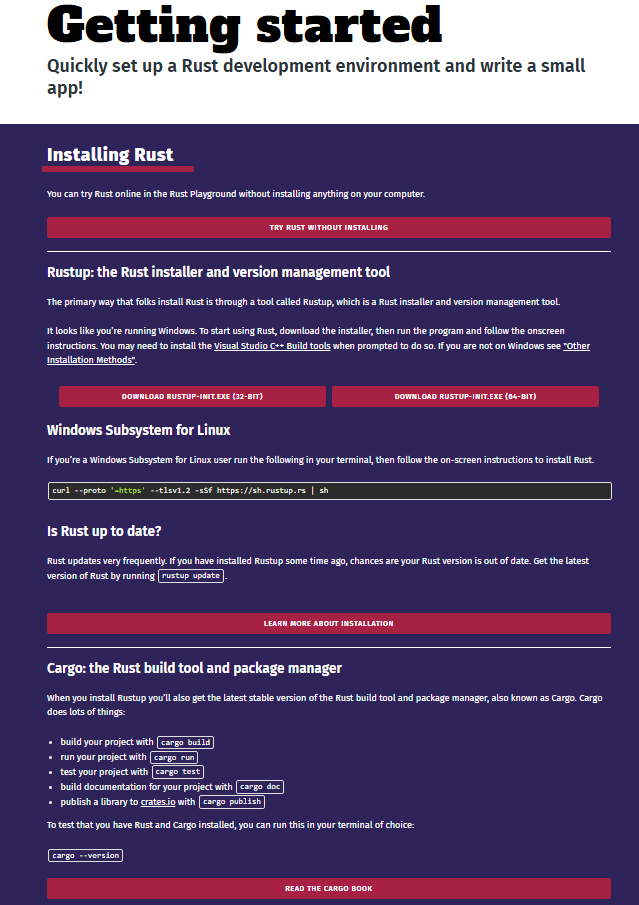 Getting started
Quickly set up a Rust development environment and write a small
app!
Installing Rust
You can try Rust online in the Rust Playground without installing anything on your computer.
TRY RUST WITHOUT INSTALLING
Rustup: the Rust installer and version management tool
The primary way that folks install Rust is through a tool called Rustup, which is a Rust installer and version management tool.
It looks like you’re running Windows. To start using Rust, download the installer, then run the program and follow the onscreen
instructions. You may need to install the Visual Studio C++ Build tools when prompted to do so. If you are not on Windows see "Other
Installation Methods".
DOWNLOAD RUSTUP-INIT.EXE (32-BIT)
DOWNLOAD RUSTUP-INIT.EXE (64-BIT)
Windows Subsystem for Linux
If you’re a Windows Subsystem for Linux user run the following in your terminal, then follow the on-screen instructions to install Rust.
curl --proto '=https' --tlsv1.2 -sSf https://sh.rustup.rs | sh
Is Rust up to date?
Rust updates very frequently. If you have installed Rustup some time ago, chances are your Rust version is out of date. Get the latest
version of Rust by running rustup update.
LEARN MORE ABOUT INSTALLATION
Cargo: the Rust build tool and package manager
When you install Rustup you’ll also get the latest stable version of the Rust build tool and package manager, also known as Cargo. Cargo
does lots of things:
• build your project with cargo build
• run your project with cargo run
• test your project with cargo test
• build documentation for your project with cargo doc
• publish a library to crates.io with cargo publish
To test that you have Rust and Cargo installed, you can run this in your terminal of choice:
cargo --version
READ THE CARGO BOOK